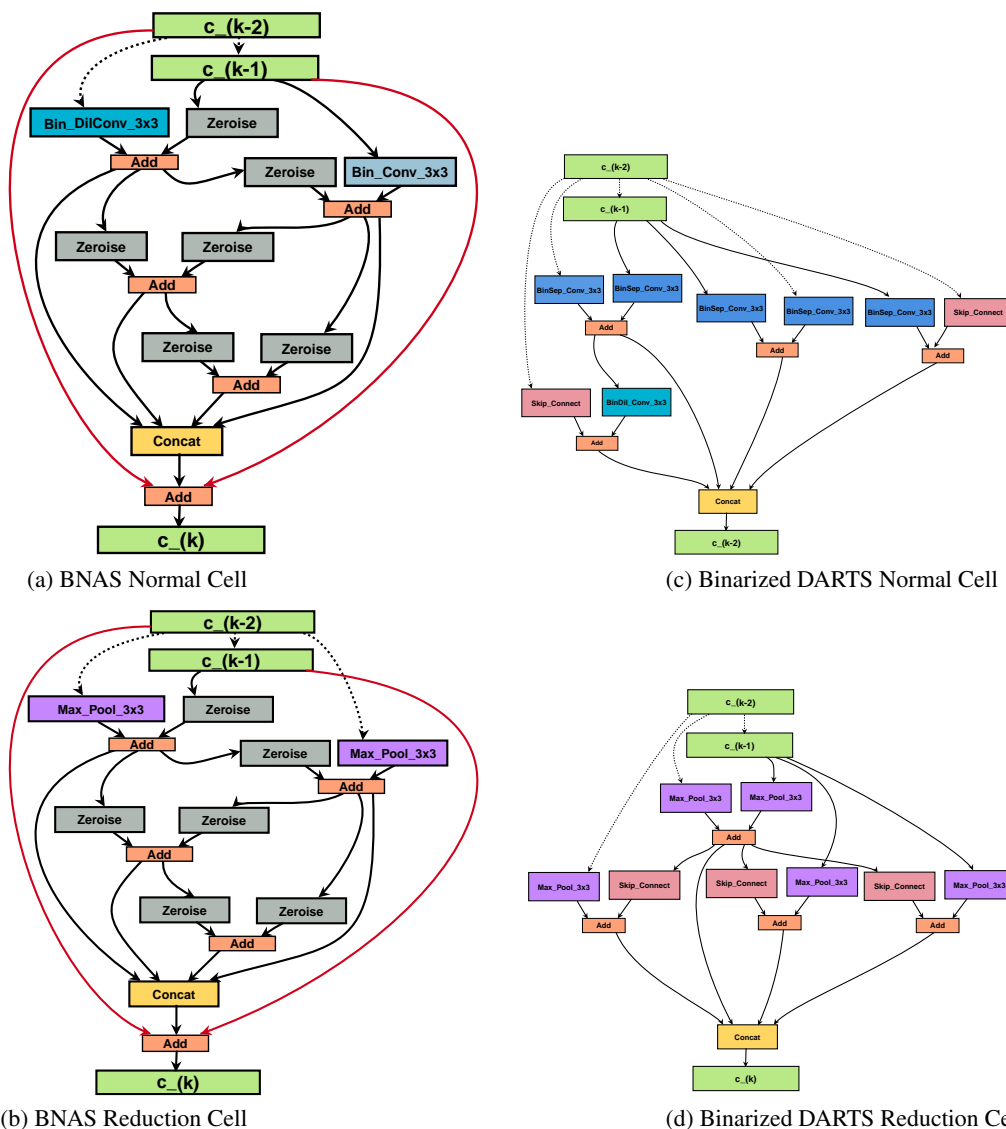 c_(k-2)
c_(k-1)
Bin_DilConv_3x3
Zeroise
Add
Zeroise
Bin_Conv_3x3
Add
Zeroise
Zeroise
Add
Zeroise
Zeroise
Add
Concat
Add
c_(k)
(a) BNAS Normal Cell
c_(k-2)
c_(k-1)
BinSep_Conv_3x3
BinSep_Conv_3x3
BinSep_Conv_3x3
BinSep_Conv_3x3
BinSep_Conv_3x3
Skip_Connect
Add
Add
Add
Skip_Connect
BinDil_Conv_3x3
Add
Concat
c_(k-2)
(c) Binarized DARTS Normal Cell
c_(k-2)
c_(k-1)
Max_Pool_3x3
Zeroise
Add
Zeroise
Max_Pool_3x3
Add
Zeroise
Zeroise
Add
Zeroise
Zeroise
Add
Concat
Add
c_(k)
(b) BNAS Reduction Cell
c_(k-2)
c_(k-1)
Max_Pool_3x3
Max_Pool_3x3
Add
Max_Pool_3x3
Skip_Connect
Skip_Connect
Max_Pool_3x3
Skip_Connect
Max_Pool_3x3
Add
Add
Add
Concat
c_(k)
(d) Binarized DARTS Reduction Ce